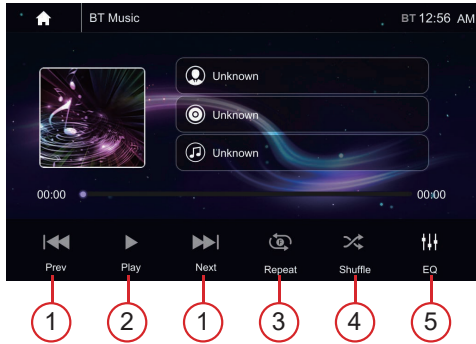 BT Music
BT 12:56 AM
Unknown
Unknown
Unknown
00:00 00:00
Prev Play Next Repeat Shuffle EQ
1 2 1 3 4 5